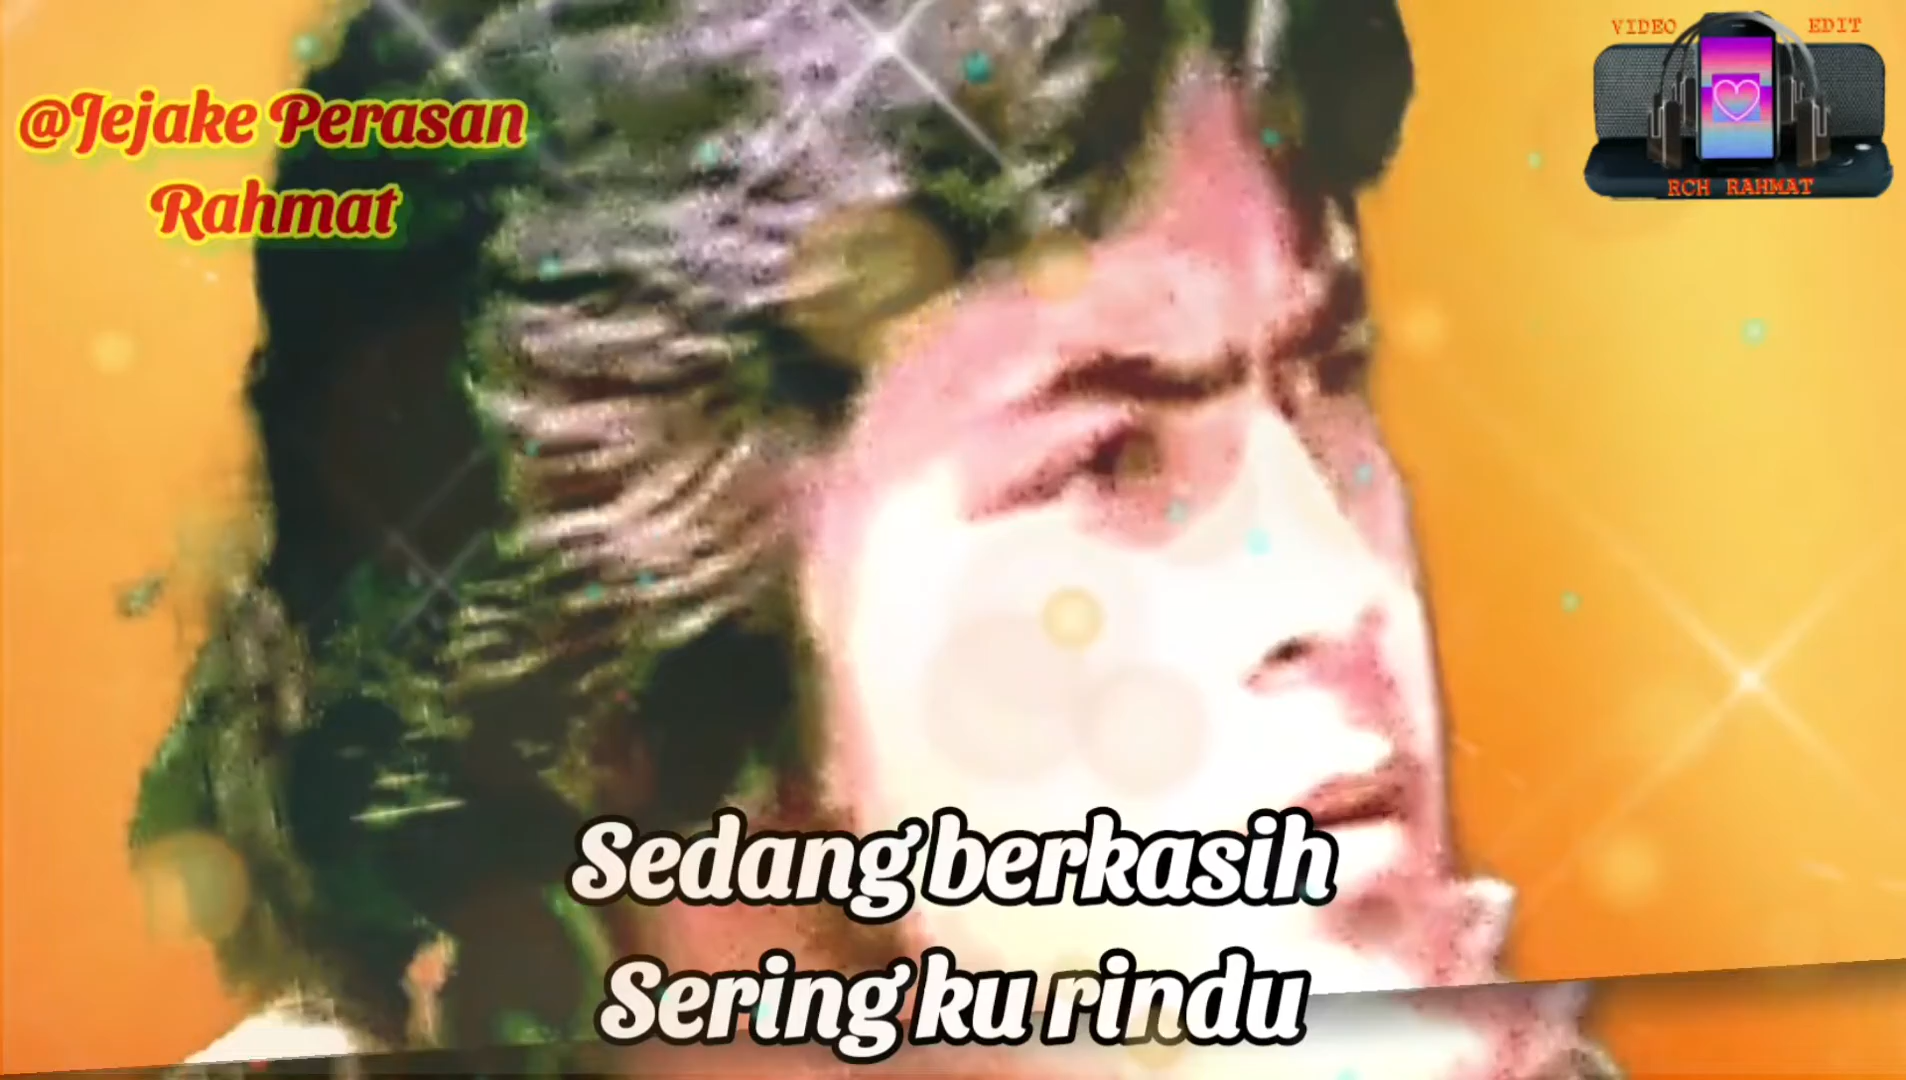 @Jejake Perasan
Rahmat
VIDEO EDIT
RCH RAHMAT
Sedang berkasih
Sering ku rindu